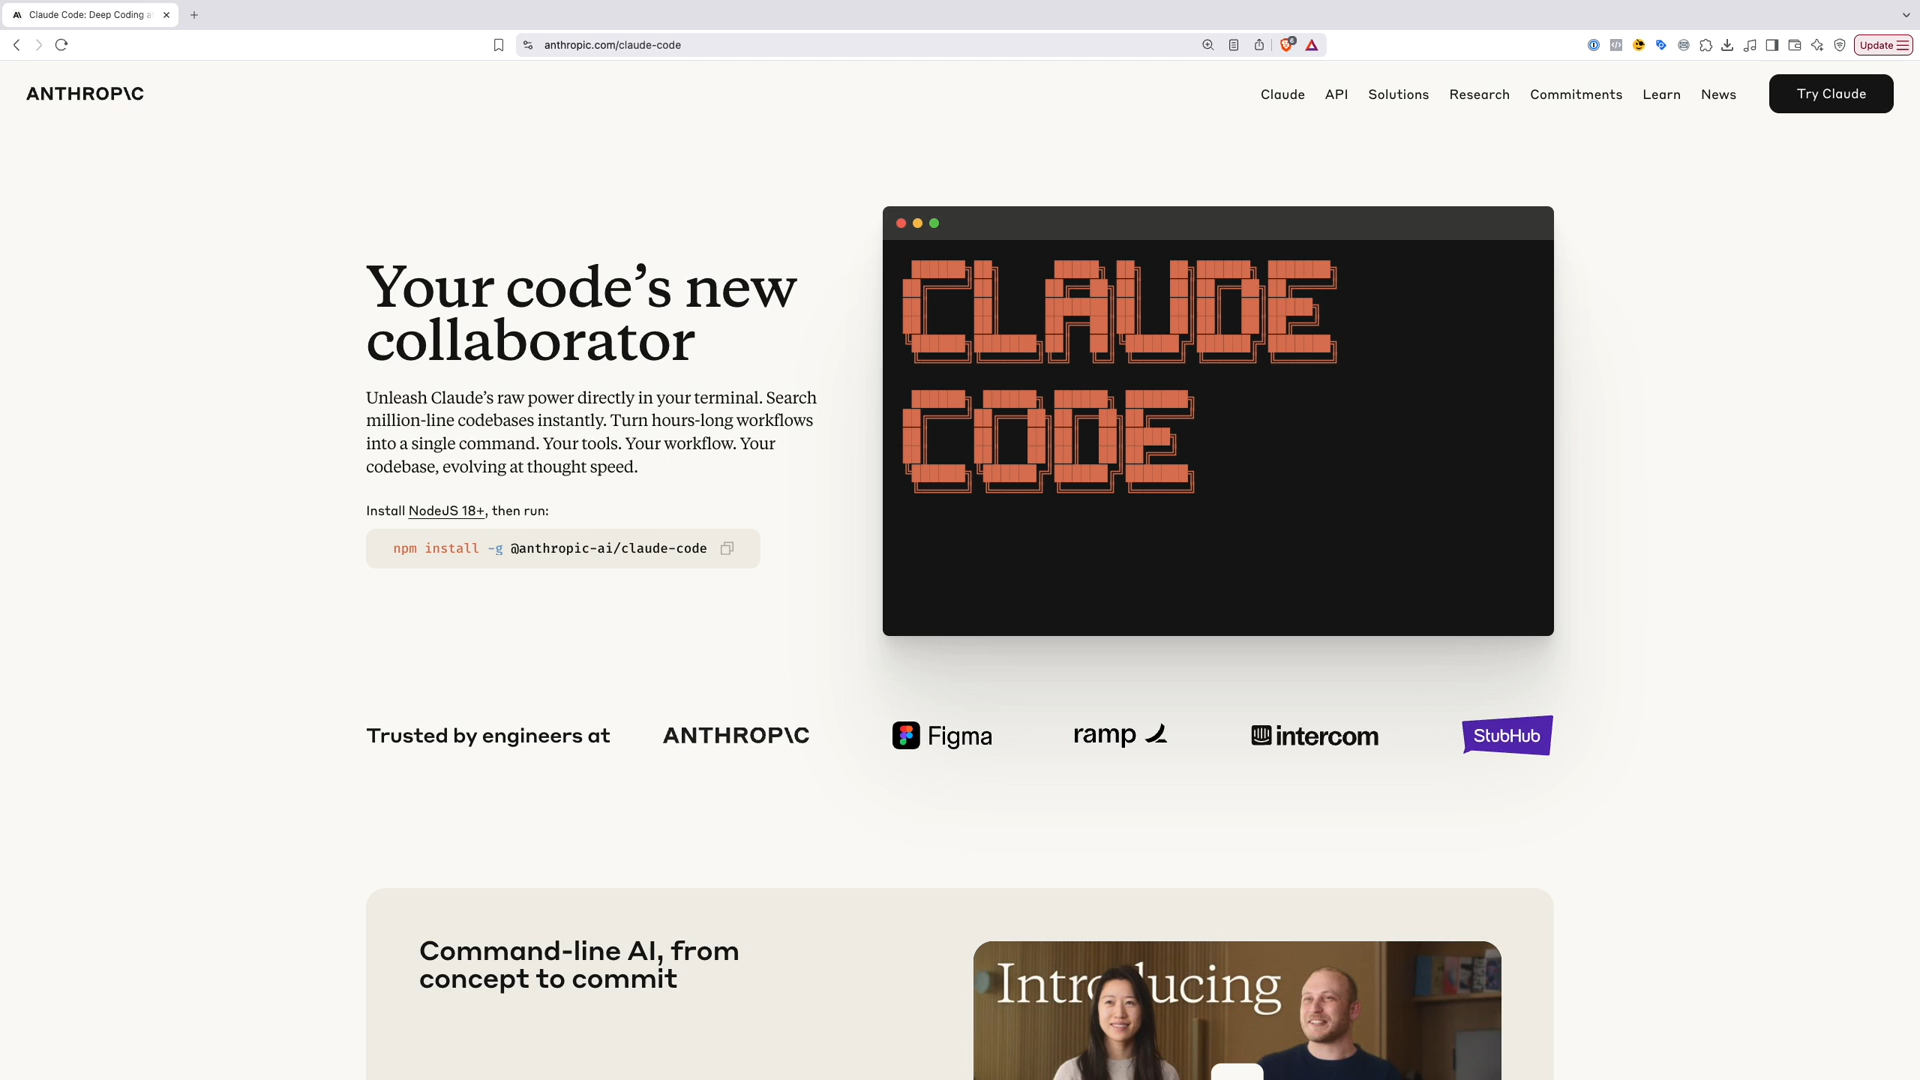 Claude Code: Deep Coding a
anthropic.com/claude-code
6
Update
ANTHROP\C
Claude
API
Solutions
Research
Commitments
Learn
News
Try Claude
Your code’s new
collaborator
Unleash Claude’s raw power directly in your terminal. Search
million-line codebases instantly. Turn hours-long workflows
into a single command. Your tools. Your workflow. Your
codebase, evolving at thought speed.
Install NodeJS 18+, then run:
npm install -g @anthropic-ai/claude-code
CLAUDE
CODE
Trusted by engineers at
ANTHROP\C
Figma
ramp
intercom
StubHub
Command-line AI, from
concept to commit
Introducing